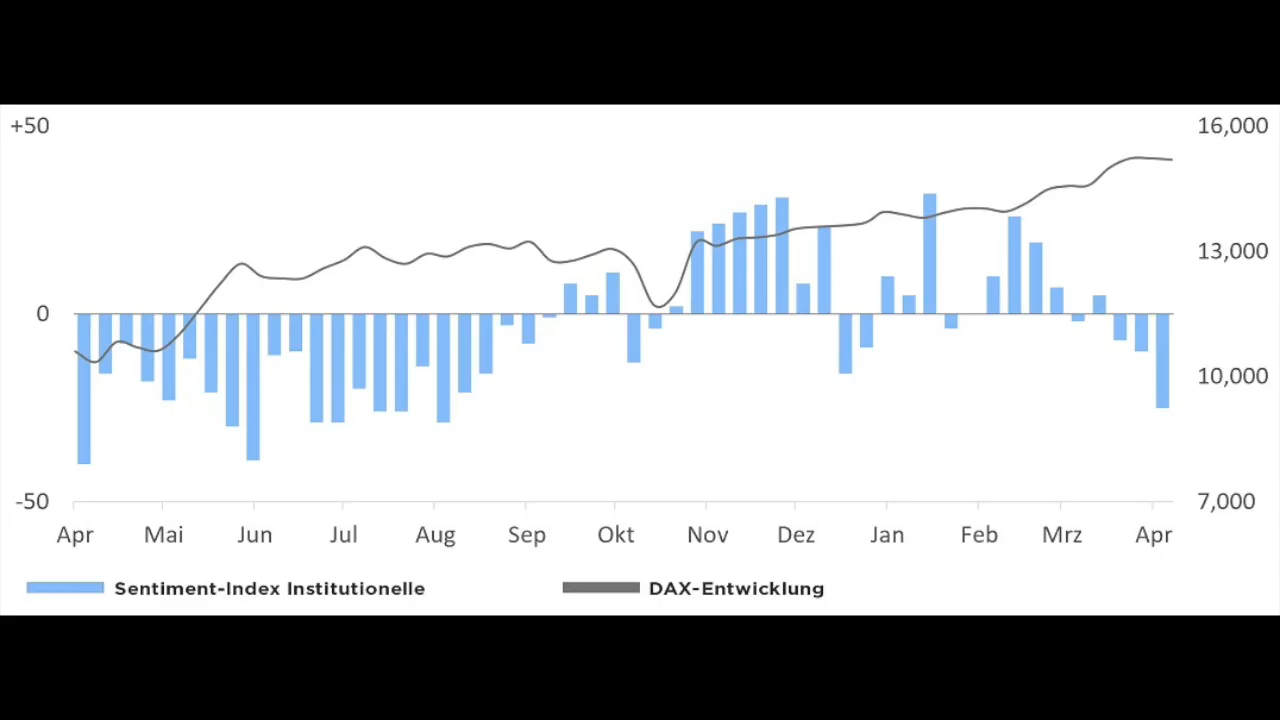 +50
16,000
13,000
0
10,000
-50
7,000
Apr Mai Jun Jul Aug Sep Okt Nov Dez Jan Feb Mrz Apr
Sentiment-Index Institutionelle
DAX-Entwicklung